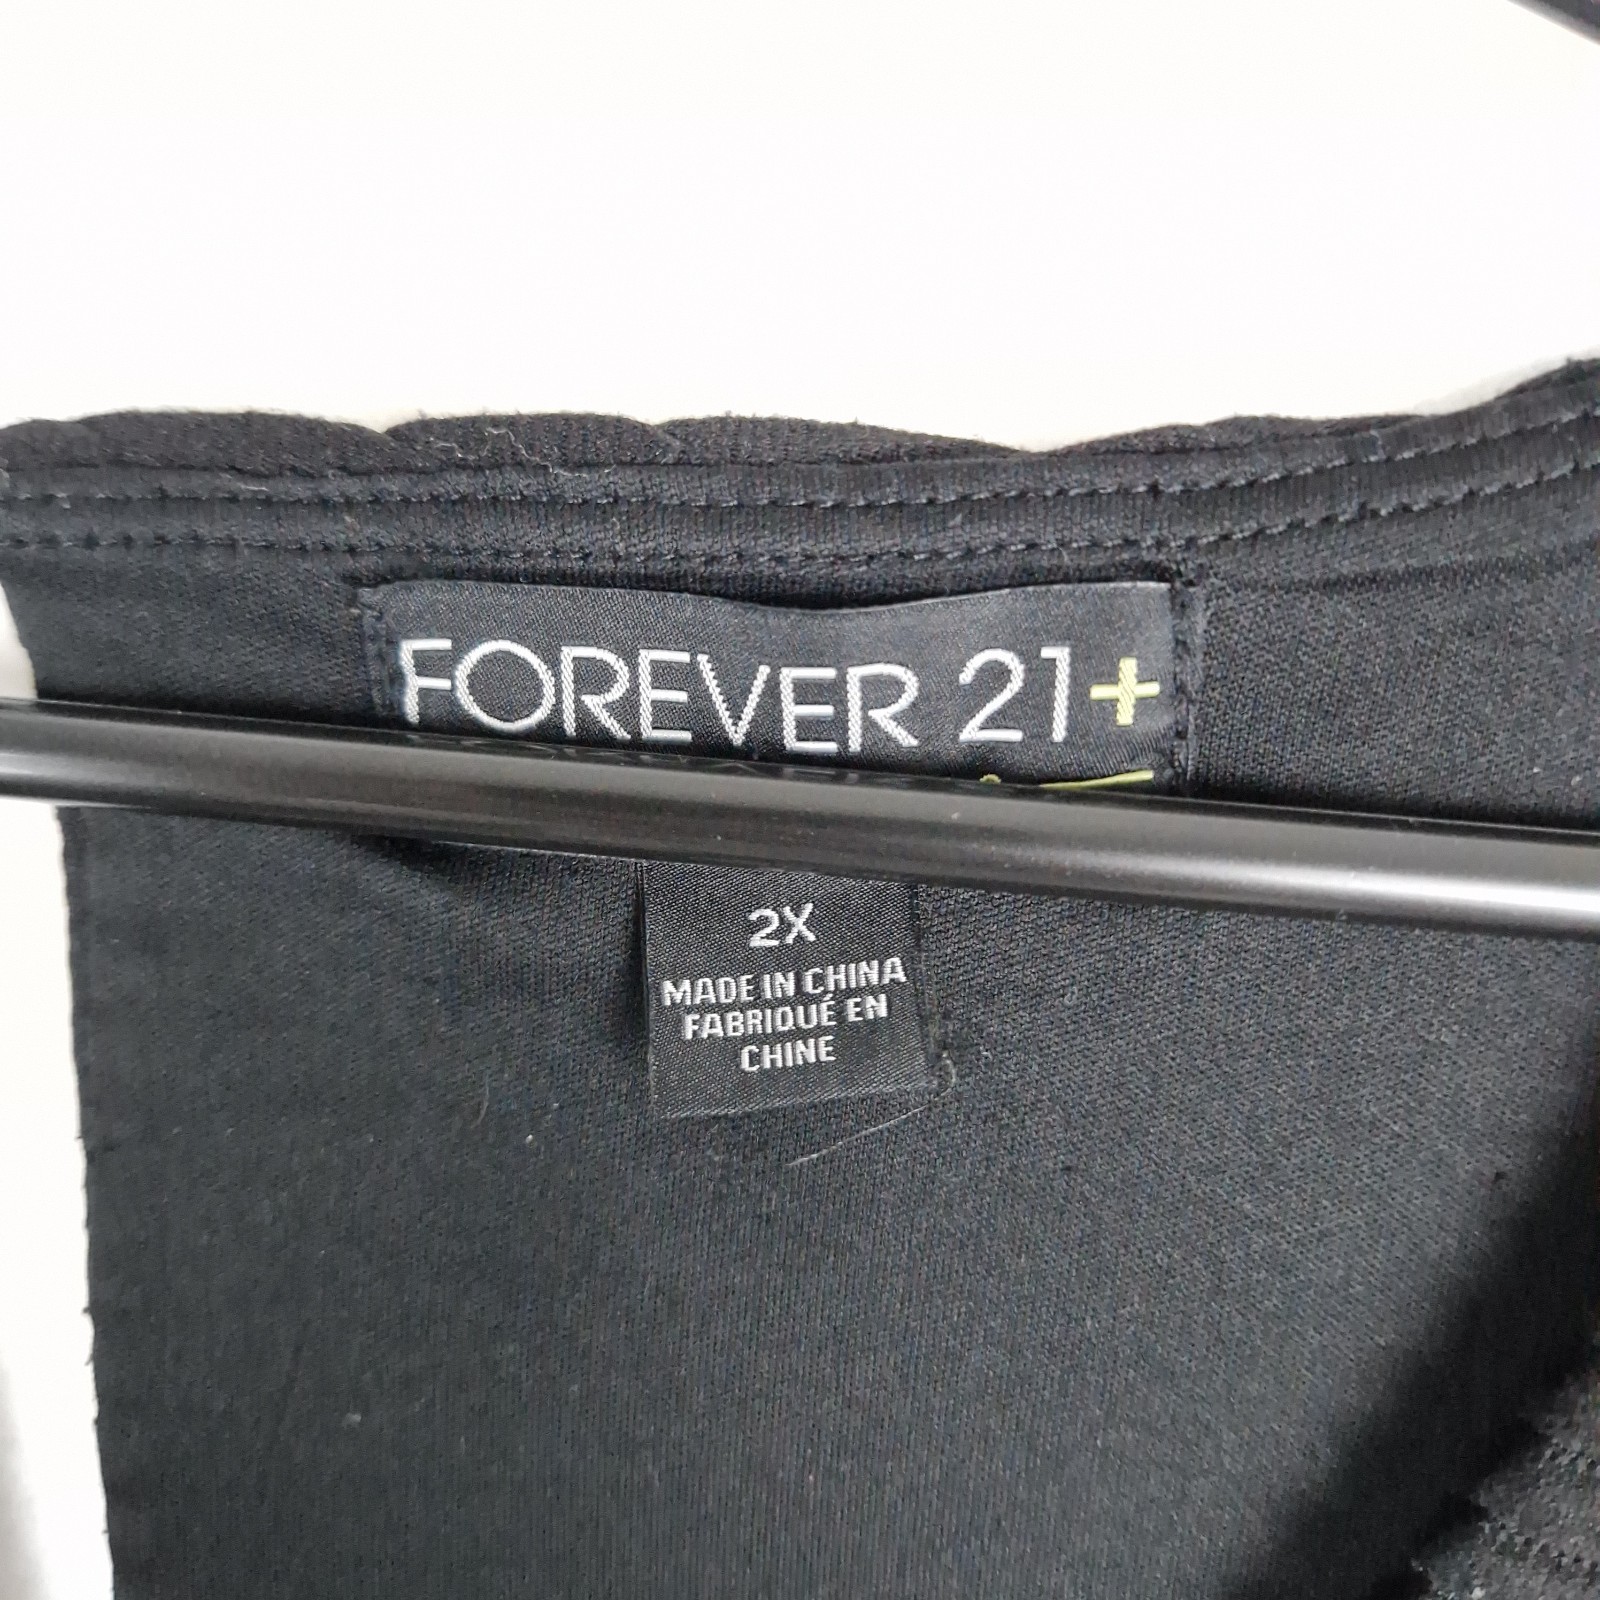 FOREVER 21+
2X
MADE IN CHINA
FABRIQUÉ EN
CHINE